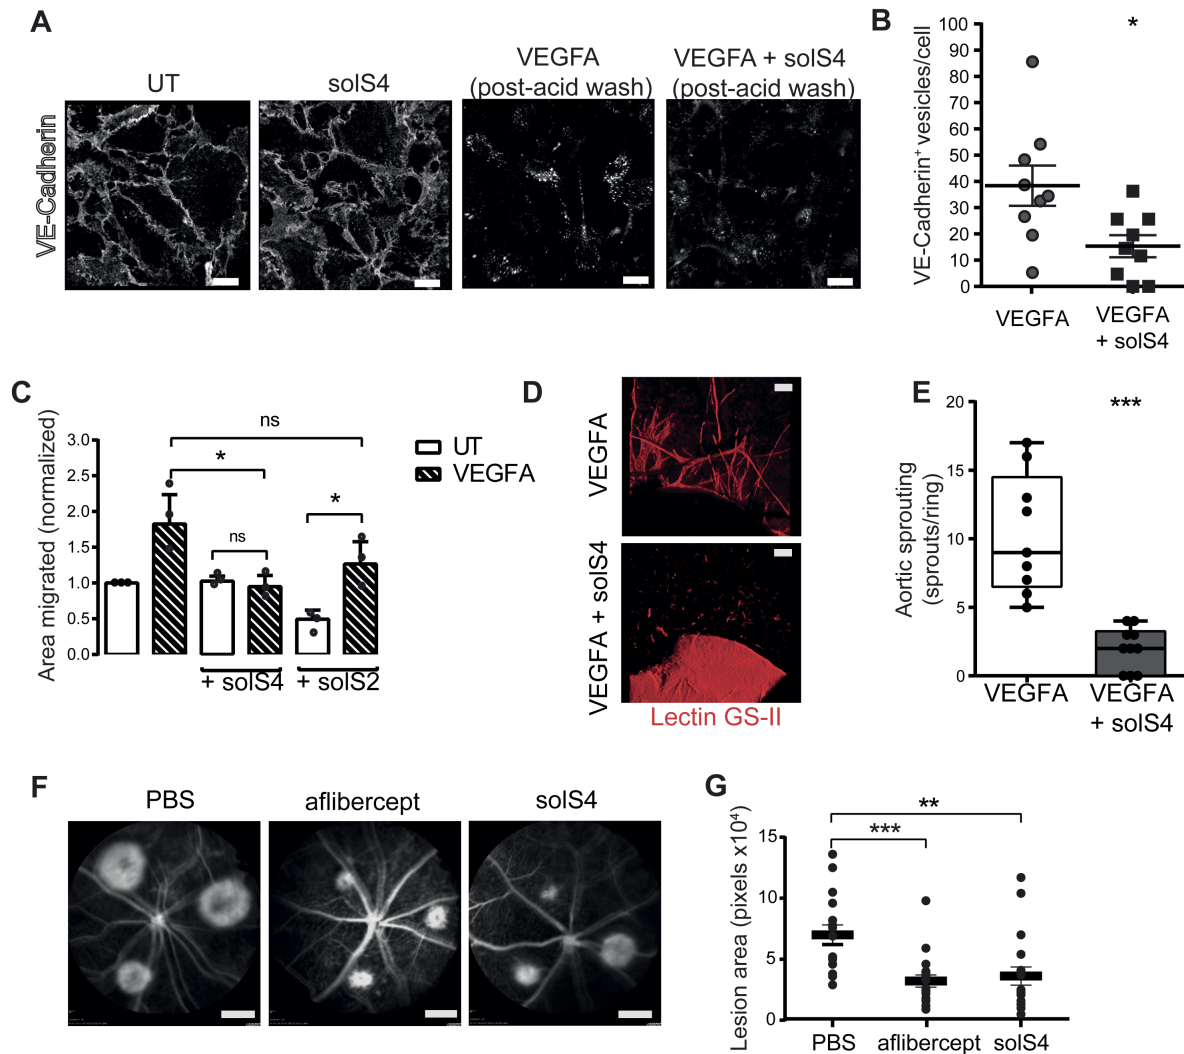 A
UT
solS4
VEGFA
(post-acid wash)
VEGFA + solS4
(post-acid wash)
VE-Cadherin
B
VE-Cadherin⁺ vesicles/cell
100
90
80
70
60
50
40
30
20
10
0
*
VEGFA
VEGFA
+ solS4
C
Area migrated (normalized)
3.0
2.5
2.0
1.5
1.0
0.5
0.0
ns
*
ns
*
UT
VEGFA
+ solS4
+ solS2
D
VEGFA
VEGFA + solS4
Lectin GS-II
E
Aortic sprouting
(sprouts/ring)
20
15
10
5
0
***
VEGFA
VEGFA
+ solS4
F
PBS
aflibercept
solS4
G
Lesion area (pixels x10⁴)
15
10
5
0
**
***
PBS
aflibercept
solS4